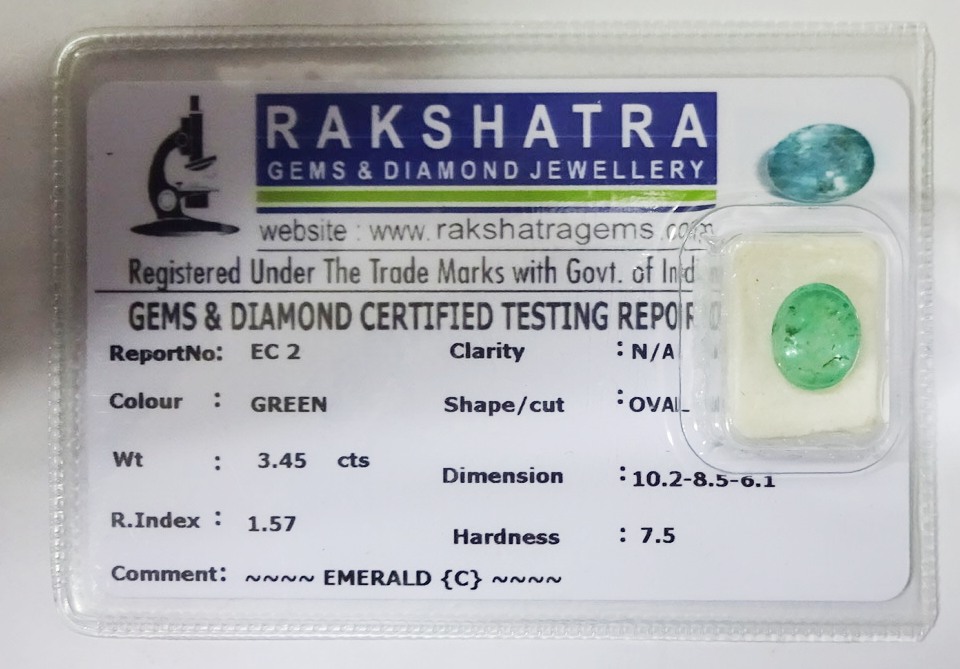 RAKSHATRA
GEMS & DIAMOND JEWELLERY
website : www.rakshatragems.com
Registered Under The Trade Marks with Govt. of
GEMS & DIAMOND CERTIFIED TESTING REPOR
ReportNo: EC 2 Clarity : N/A
Colour : GREEN Shape/cut : OVAL
Wt : 3.45 cts Dimension : 10.2-8.5-6.1
R.Index : 1.57 Hardness : 7.5
Comment: ~~~~ EMERALD {C} ~~~~